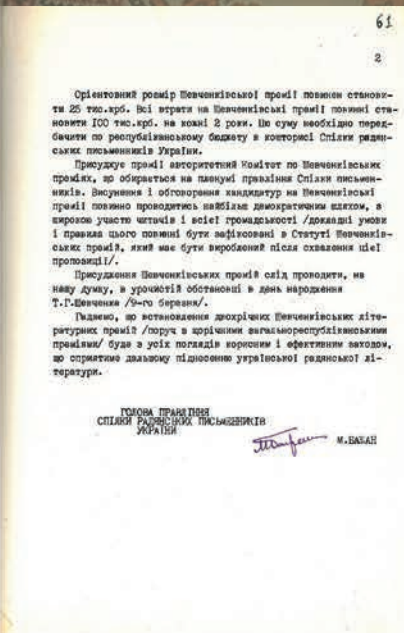 61
2
Орієнтовний розмір Шевченківської премії повинен станови-
ти 25 тис.крб. Всі втрати на Шевченківські премії повинні ста-
новити 100 тис.крб. на кожні 2 роки. Цю суму необхідно перед-
бачити по республіканському бюджету в кошторисі Спілки радян-
ських письменників України.
Присуджує премії авторитетний Комітет по Шевченківських
преміях, що обирається на пленумі правління Спілки письмен-
ників. Висунення і обговорення кандидатур на Шевченківські
премії повинно проводитись найбільш демократичним шляхом, з
широкою участю читачів і всієї громадськості /докладні умови
і правила цього повинні бути зафіксовані в Статуті Шевченків-
ських премій, який має бути вироблений після схвалення цієї
пропозиції/.
Присудження Шевченківських премій слід проводити, на
нашу думку, в урочистій обстановці в день народження
Т.Г.Шевченка /9-го березня/.
Гадаємо, що встановлення двохрічних Шевченківських літе-
ратурних премій /поруч з щорічними загальнореспубліканськими
преміями/ буде з усіх поглядів корисним і ефективним заходом,
що сприятиме дальшому піднесенню української радянської лі-
тератури.
ГОЛОВА ПРАВЛІННЯ
СПІЛКИ РАДЯНСЬКИХ ПИСЬМЕННИКІВ
УКРАЇНИ
М.БАЖАН